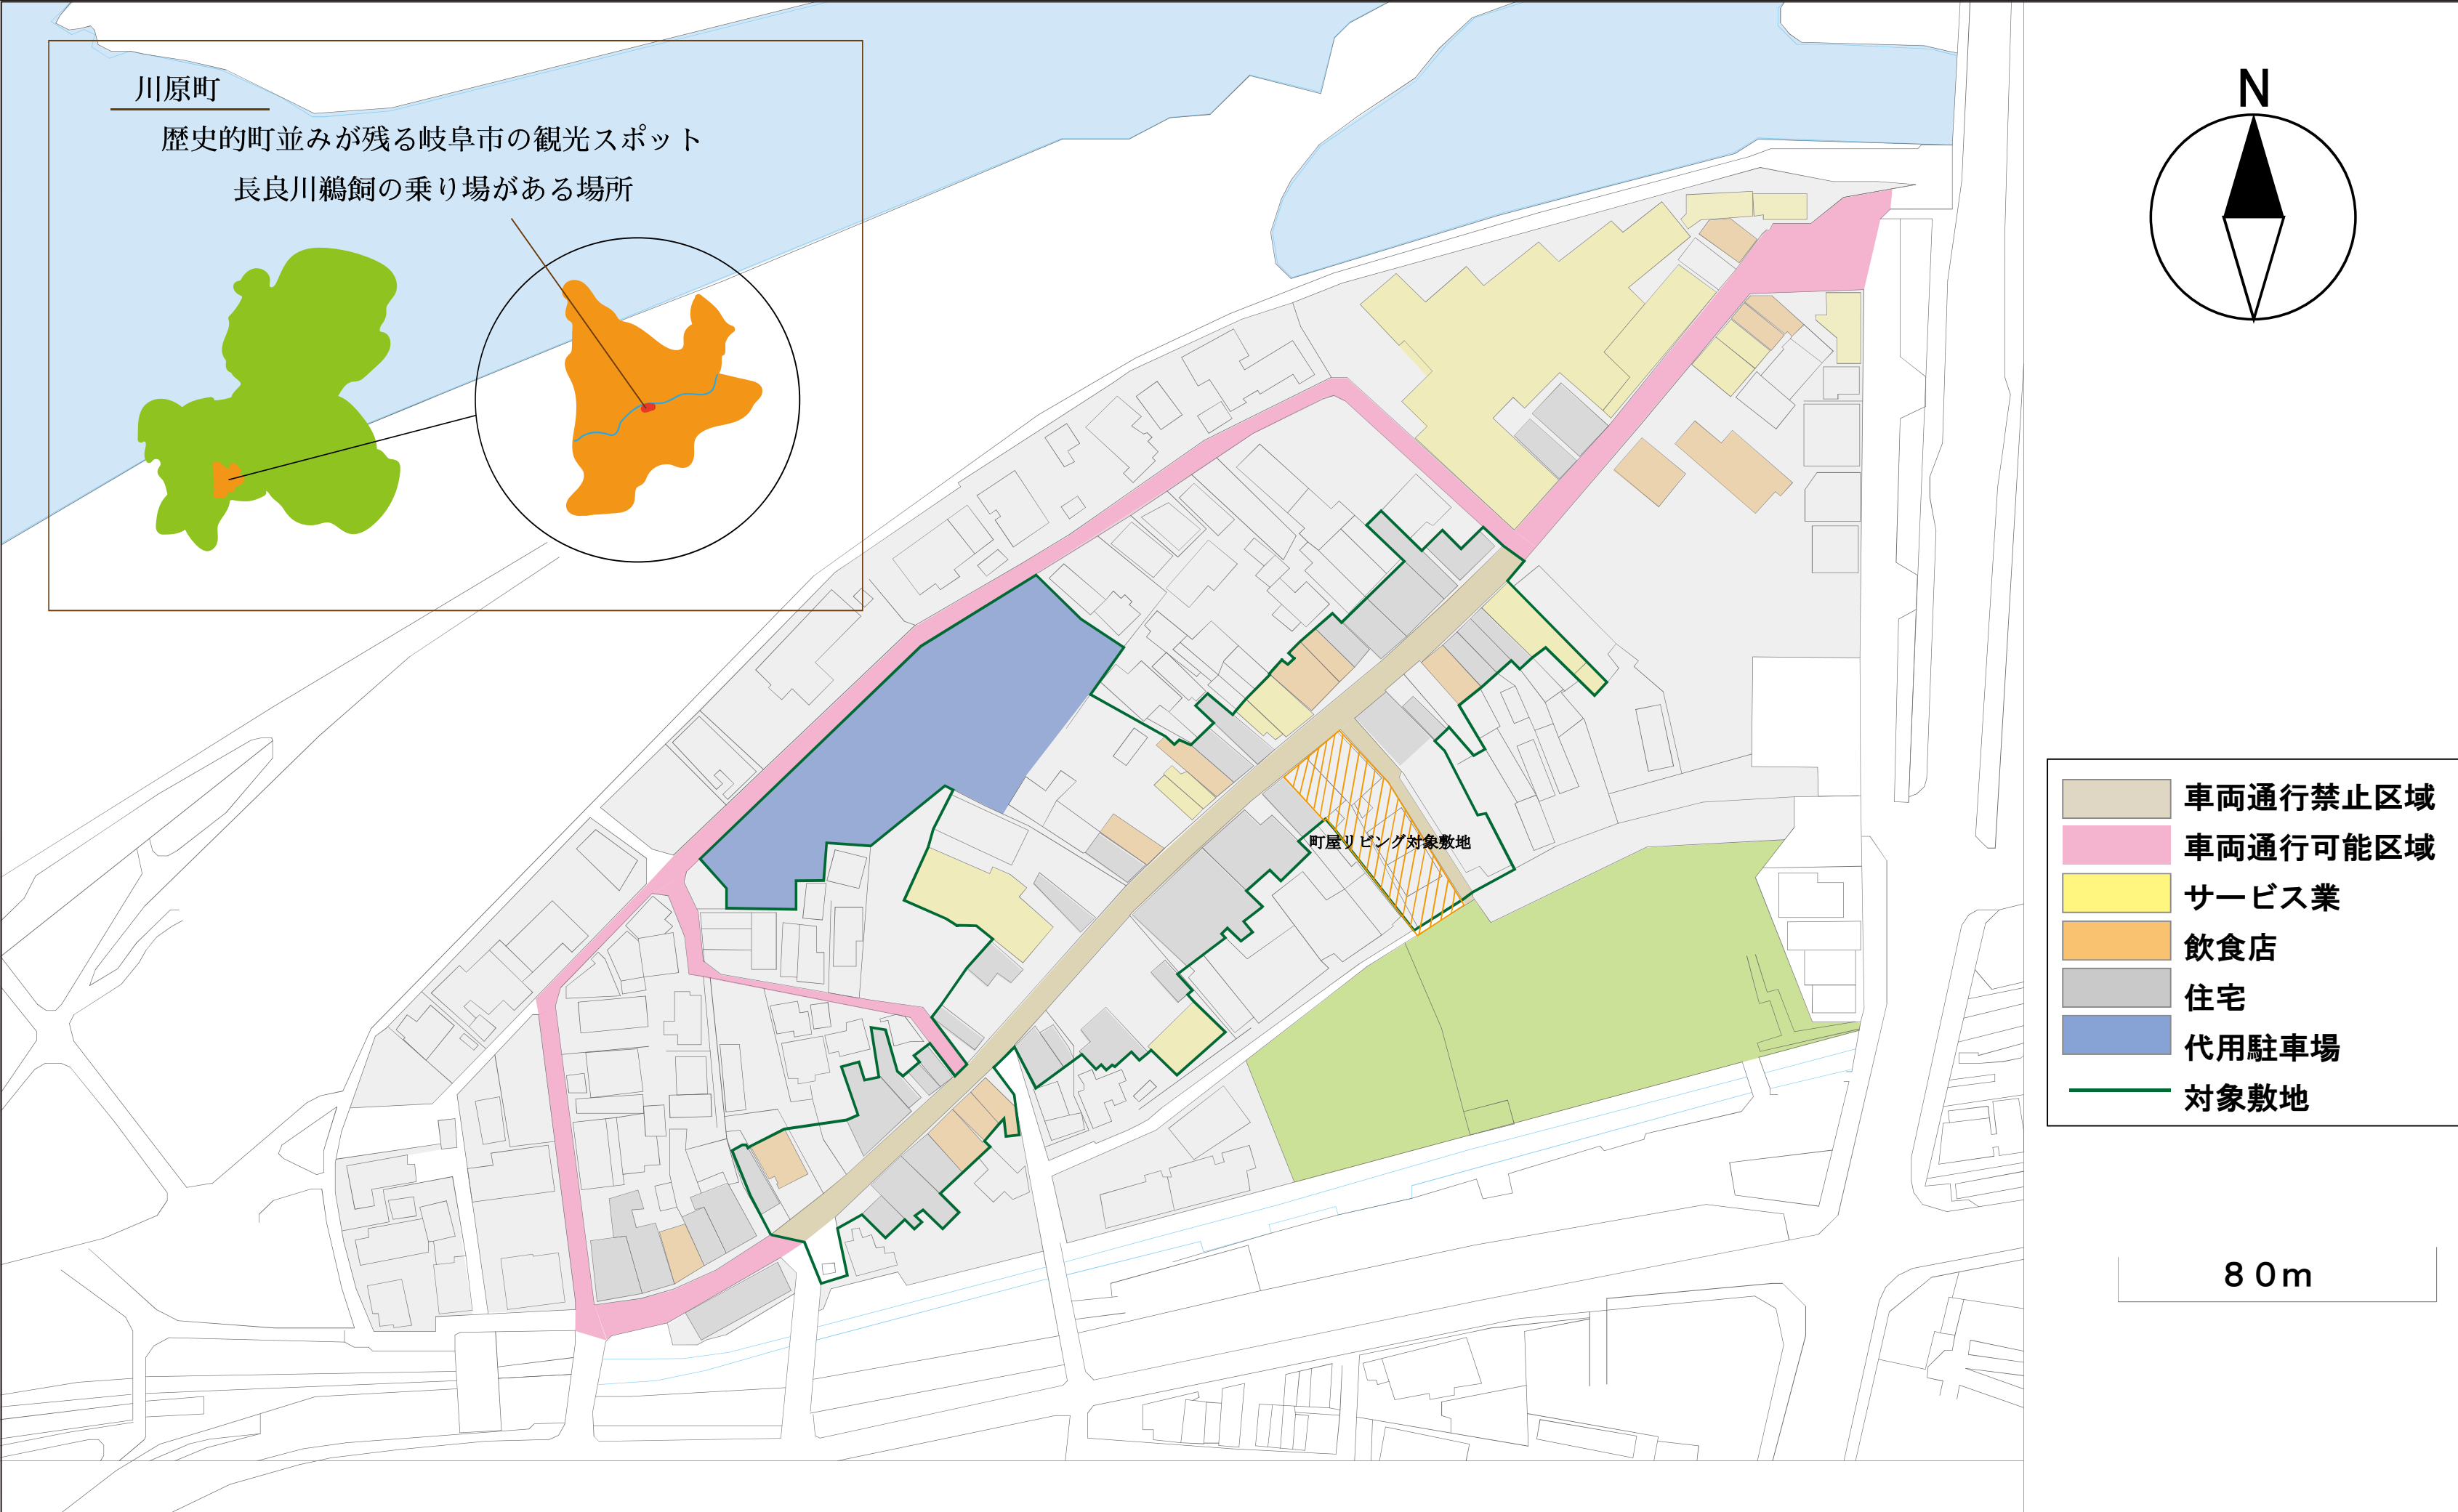 川原町
歴史的町並みが残る岐阜市の観光スポット
長良川鵜飼の乗り場がある場所
N
町屋リビング対象敷地
車両通行禁止区域
車両通行可能区域
サービス業
飲食店
住宅
代用駐車場
対象敷地
８０ｍ